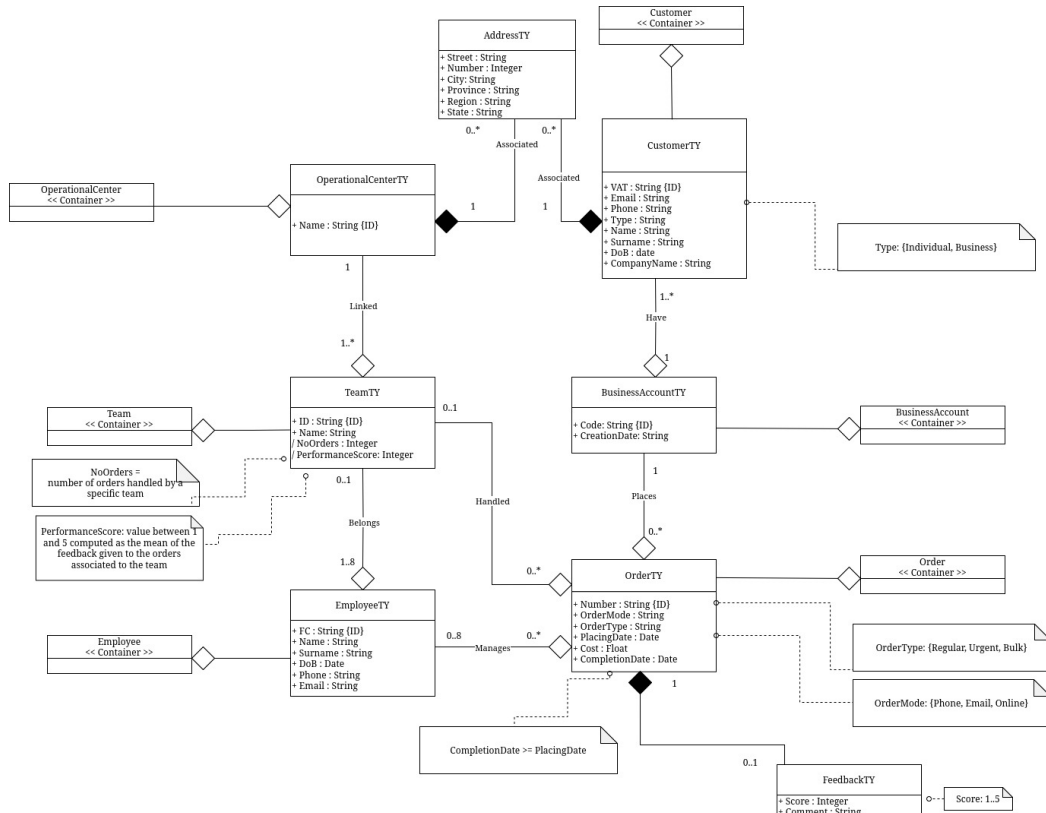 Customer
<< Container >>
AddressTY
+ Street : String
+ Number : Integer
+ City: String
+ Province : String
+ Region : String
+ State : String
0..*
0..*
Associated
Associated
1
1
CustomerTY
+ VAT : String {ID}
+ Email : String
+ Phone : String
+ Type : String
+ Name : String
+ Surname : String
+ DoB : date
+ CompanyName : String
Type: {Individual, Business}
OperationalCenter
<< Container >>
OperationalCenterTY
+ Name : String {ID}
1
Linked
1..*
1..*
Have
1
TeamTY
+ ID : String {ID}
+ Name: String
/ NoOrders : Integer
/ PerformanceScore: Integer
Team
<< Container >>
NoOrders =
number of orders handled by a
specific team
PerformanceScore: value between 1
and 5 computed as the mean of the
feedback given to the orders
associated to the team
0..1
0..1
Handled
0..*
Belongs
1..8
BusinessAccountTY
+ Code: String {ID}
+ CreationDate: String
BusinessAccount
<< Container >>
1
Places
0..*
EmployeeTY
+ FC : String {ID}
+ Name : String
+ Surname : String
+ DoB : Date
+ Phone : String
+ Email : String
Employee
<< Container >>
0..8
Manages
0..*
OrderTY
+ Number : String {ID}
+ OrderMode : String
+ OrderType : String
+ PlacingDate : Date
+ Cost : Float
+ CompletionDate : Date
Order
<< Container >>
OrderType: {Regular, Urgent, Bulk}
OrderMode: {Phone, Email, Online}
CompletionDate >= PlacingDate
1
0..1
FeedbackTY
+ Score : Integer
+ Comment : String
Score: 1..5